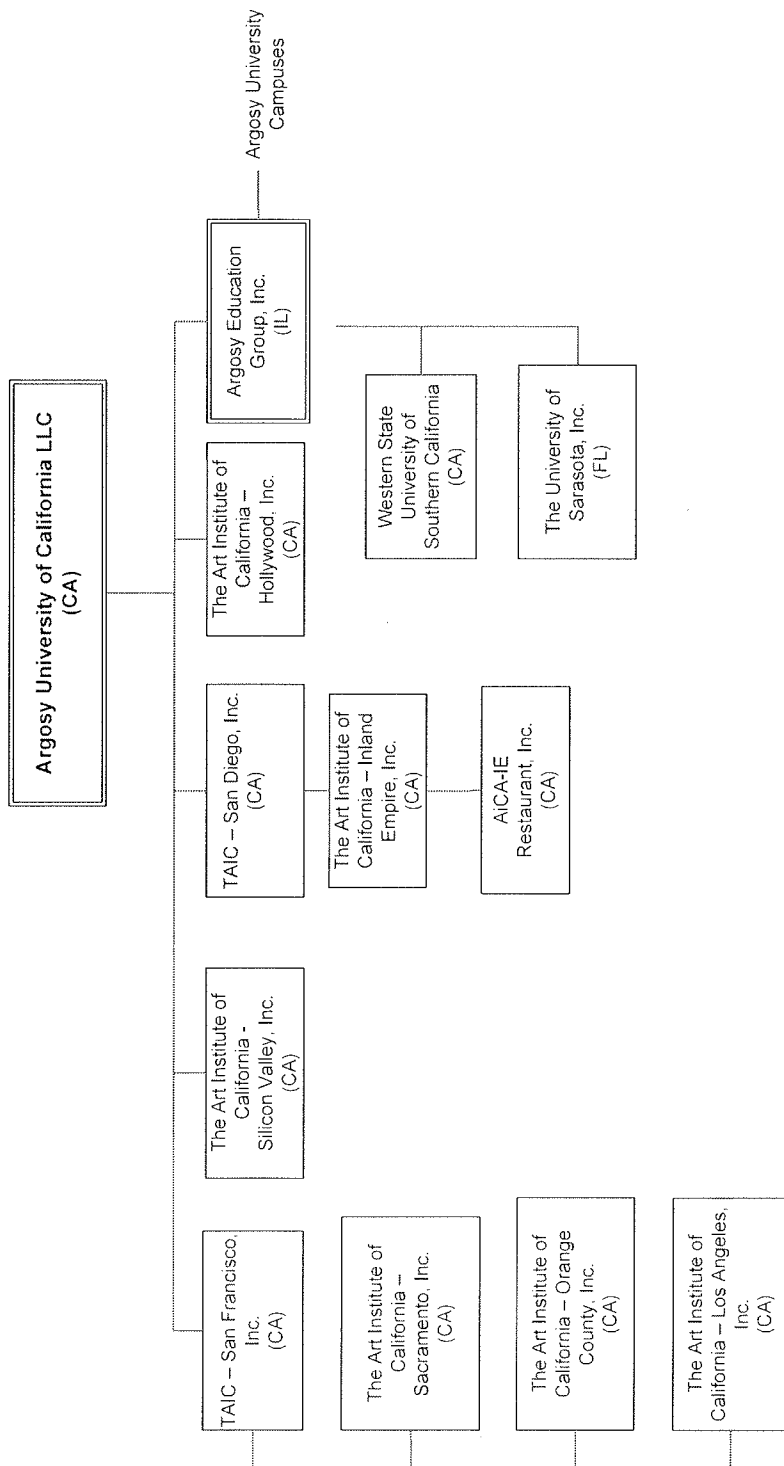 Argosy University of California LLC
(CA)
TAIC – San Francisco,
Inc.
(CA)
The Art Institute of
California –
Sacramento, Inc.
(CA)
The Art Institute of
California – Orange
County, Inc.
(CA)
The Art Institute of
California – Los Angeles,
Inc.
(CA)
The Art Institute of
California -
Silicon Valley, Inc.
(CA)
TAIC – San Diego, Inc.
(CA)
The Art Institute of
California – Inland
Empire, Inc.
(CA)
AiCA-IE
Restaurant, Inc.
(CA)
The Art Institute of
California –
Hollywood, Inc.
(CA)
Argosy Education
Group, Inc.
(IL)
Western State
University of
Southern California
(CA)
The University of
Sarasota, Inc.
(FL)
Argosy University
Campuses